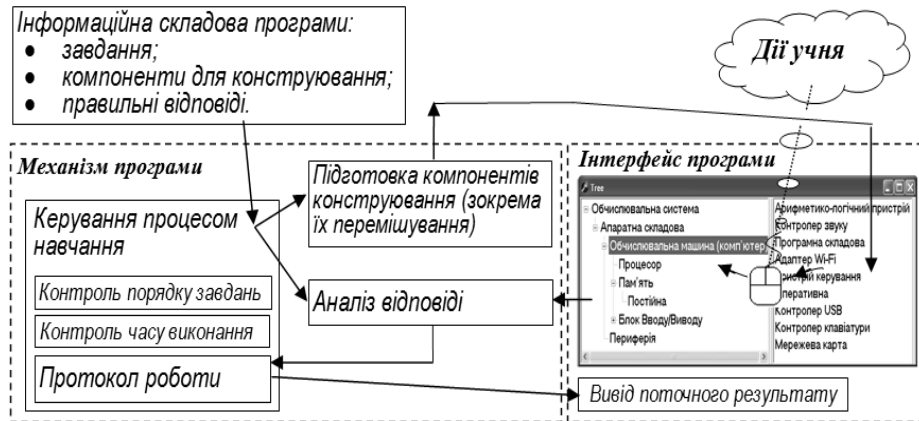 Інформаційна складова програми:
• завдання;
• компоненти для конструювання;
• правильні відповіді.
Дії учня
Механізм програми
Керування процесом
навчання
Контроль порядку завдань
Контроль часу виконання
Протокол роботи
Підготовка компонентів
конструювання (зокрема
їх перемішування)
Аналіз відповіді
Інтерфейс програми
Tree
Обчислювальна система
Апаратна складова
Обчислювальна машина (комп'ютер
Процесор
Пам'ять
Постійна
Блок Вводу/Виводу
Периферія
Арифметико-логічний пристрій
Контролер звуку
Програмна складова
Адаптер Wi-Fi
керування
Оперативна
Контролер USB
Контролер клавіатури
Мережева карта
Вивід поточного результату